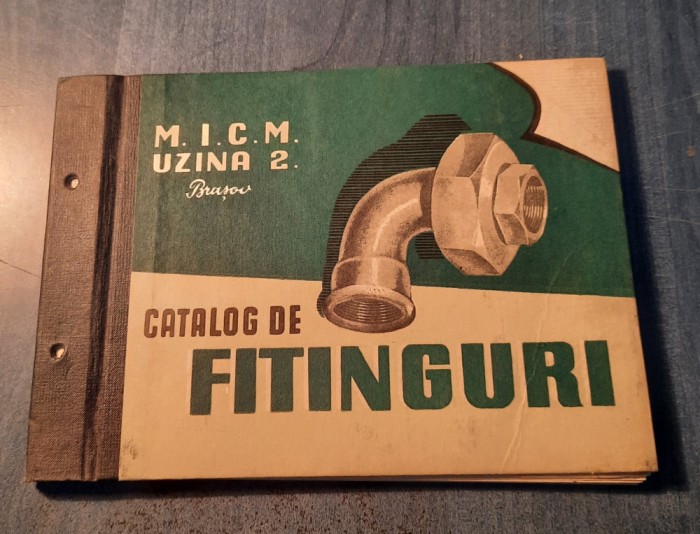 M. I. C. M.
UZINA 2.
Brașov
CATALOG DE
FITINGURI